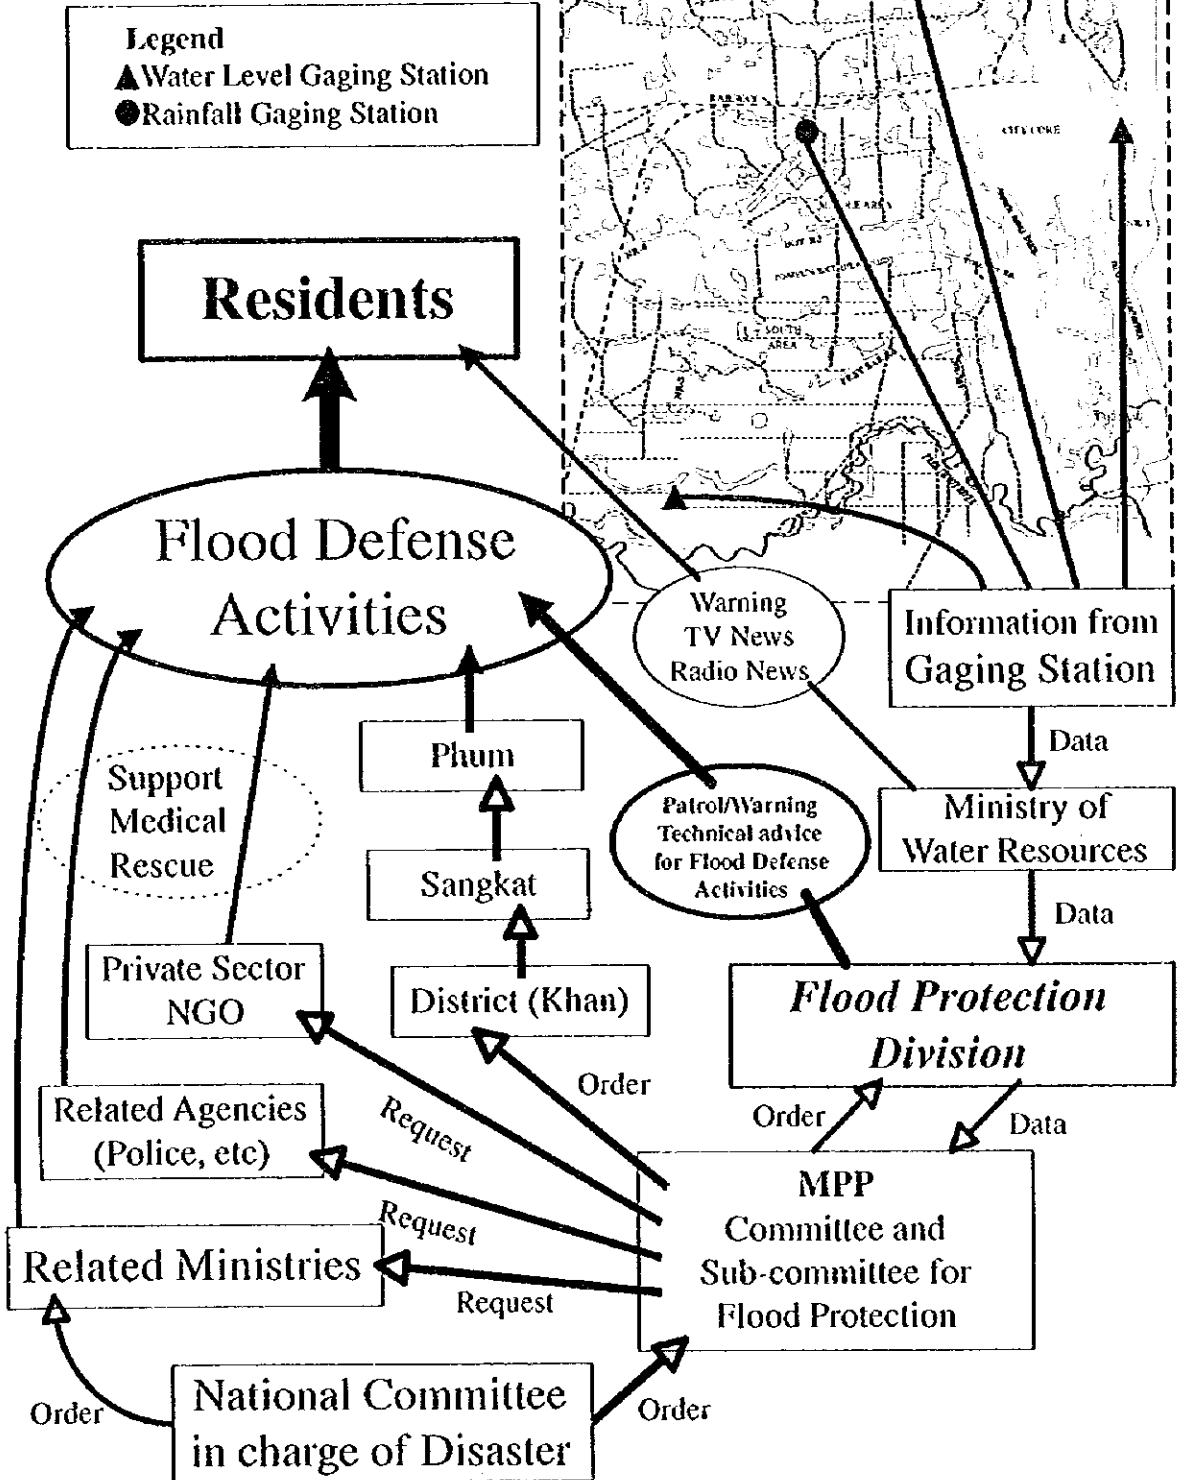 Legend
Water Level Gaging Station
Rainfall Gaging Station
CITY CORE
SOUTH
AREA
Residents
Flood Defense
Activities
Warning
TV News
Radio News
Information from
Gaging Station
Data
Phum
Support
Medical
Rescue
Patrol/Warning
Technical advice
for Flood Defense
Activities
Ministry of
Water Resources
Sangkat
Data
Private Sector
NGO
District (Khan)
Flood Protection
Division
Order
Related Agencies
(Police, etc)
Request
Order
Data
MPP
Committee and
Sub-committee for
Flood Protection
Request
Related Ministries
Request
National Committee
in charge of Disaster
Order
Order